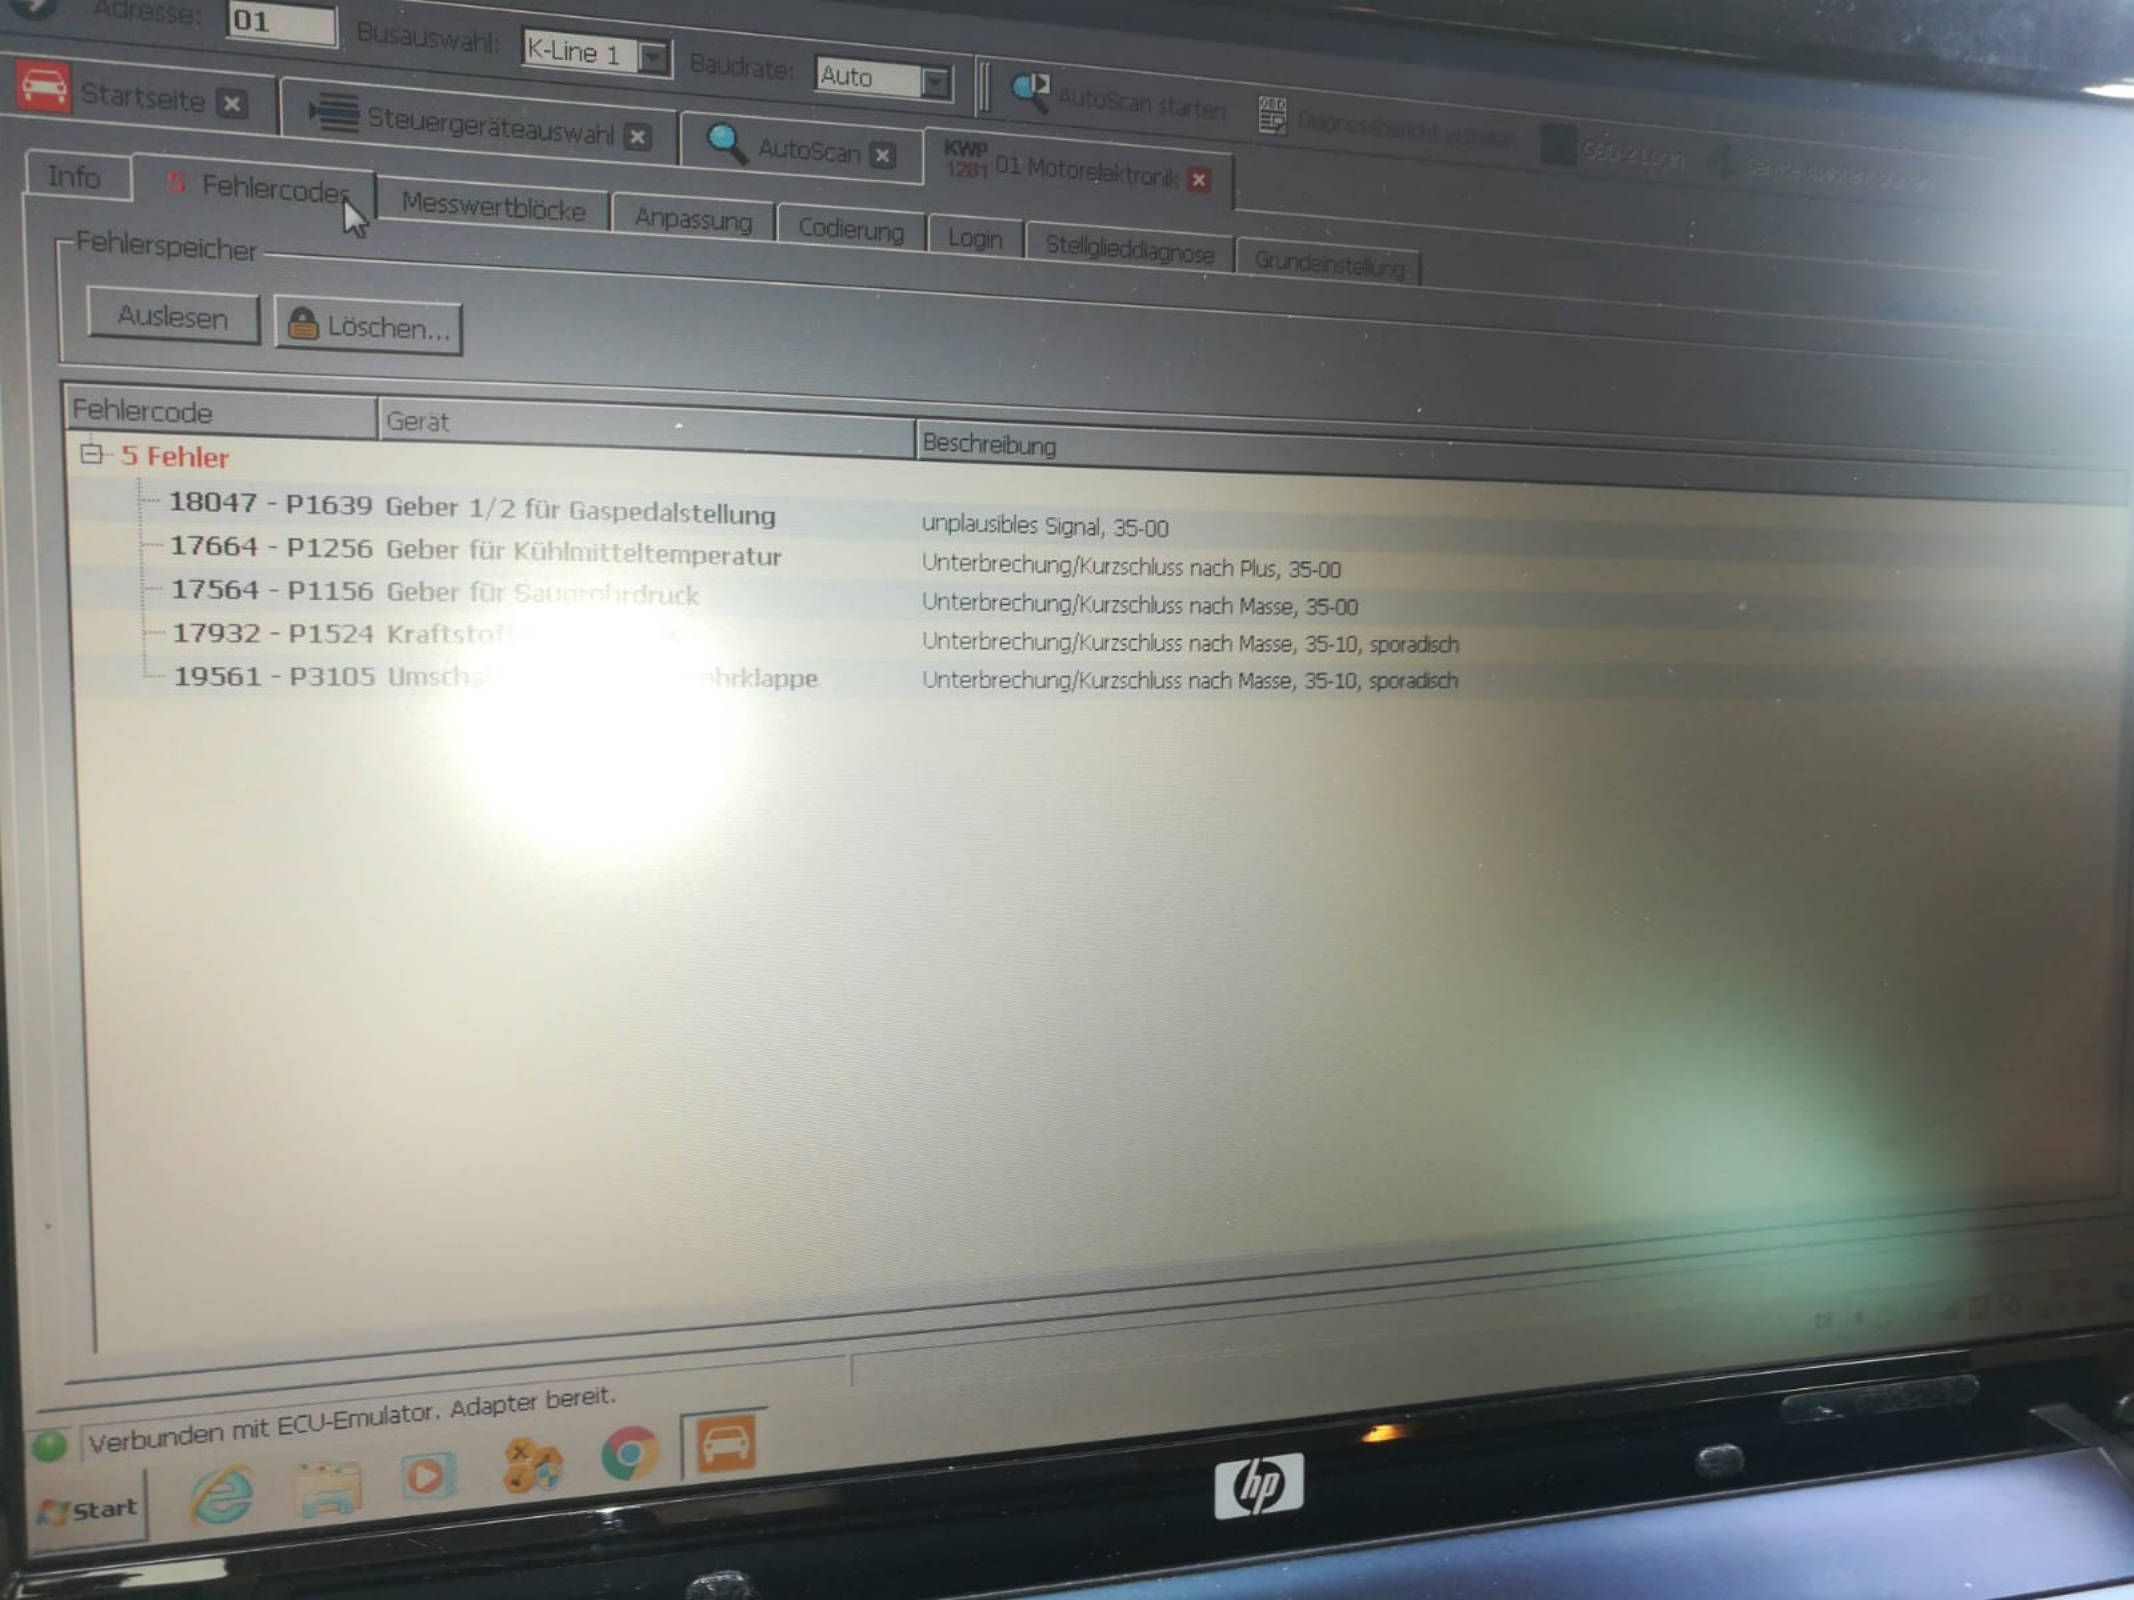 Adresse: 01 Busauswahl: K-Line 1 Baudrate: Auto AutoScan starten
Startseite Steuergeräteauswahl AutoScan KWP 1281 01 Motorelektronik
Info 5 Fehlercodes Messwertblöcke Anpassung Codierung Login Stellglieddiagnose Grundeinstellung
Fehlerspeicher
Auslesen Löschen...
Fehlercode Gerät Beschreibung
5 Fehler
18047 - P1639 Geber 1/2 für Gaspedalstellung unplausibles Signal, 35-00
17664 - P1256 Geber für Kühlmitteltemperatur Unterbrechung/Kurzschluss nach Plus, 35-00
17564 - P1156 Geber für Saugrohrdruck Unterbrechung/Kurzschluss nach Masse, 35-00
17932 - P1524 Unterbrechung/Kurzschluss nach Masse, 35-10, sporadisch
19561 - P3105 Unterbrechung/Kurzschluss nach Masse, 35-10, sporadisch
Verbunden mit ECU-Emulator. Adapter bereit.
Start
hp